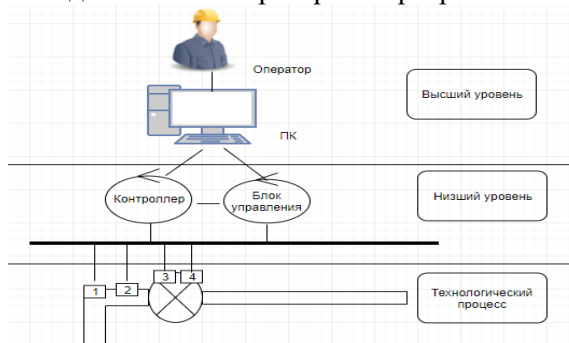 Оператор
Высший уровень
ПК
Контроллер
Блок
управления
Низший уровень
3 4
1 2
Технологический
процесс